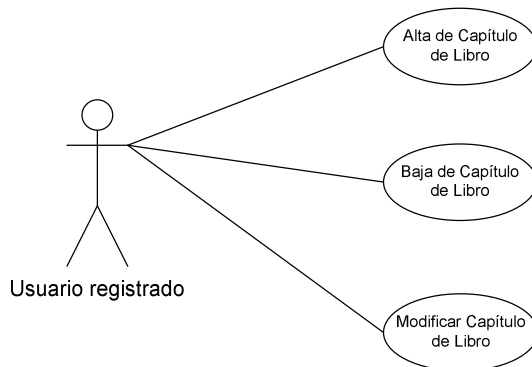 Alta de Capítulo
de Libro
Baja de Capítulo
de Libro
Usuario registrado
Modificar Capítulo
de Libro